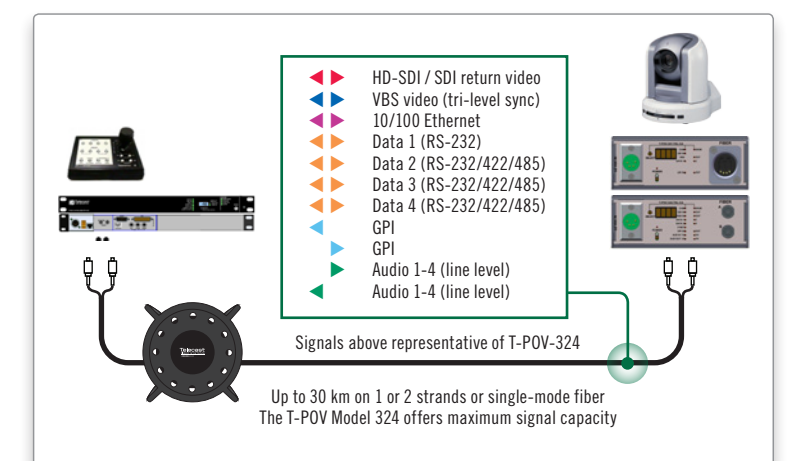 HD-SDI / SDI return video
VBS video (tri-level sync)
10/100 Ethernet
Data 1 (RS-232)
Data 2 (RS-232/422/485)
Data 3 (RS-232/422/485)
Data 4 (RS-232/422/485)
GPI
GPI
Audio 1-4 (line level)
Audio 1-4 (line level)
FIBER
FIBER
Telecast
Telecast
Signals above representative of T-POV-324
Up to 30 km on 1 or 2 strands or single-mode fiber
The T-POV Model 324 offers maximum signal capacity